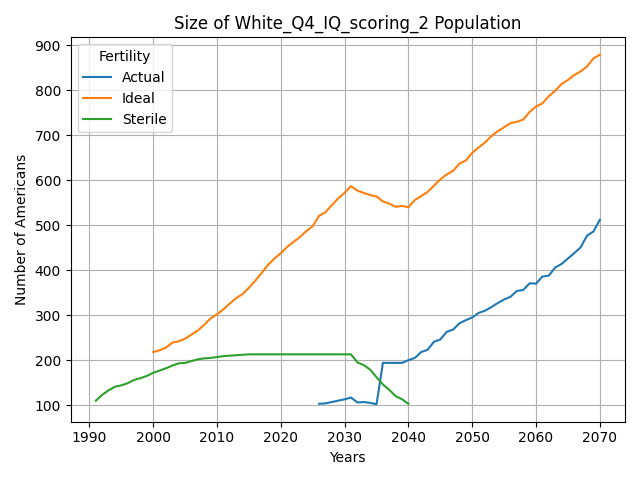 Size of White_Q4_IQ_scoring_2 Population
Fertility
Actual
Ideal
Sterile
Number of Americans
900
800
700
600
500
400
300
200
100
1990 2000 2010 2020 2030 2040 2050 2060 2070
Years